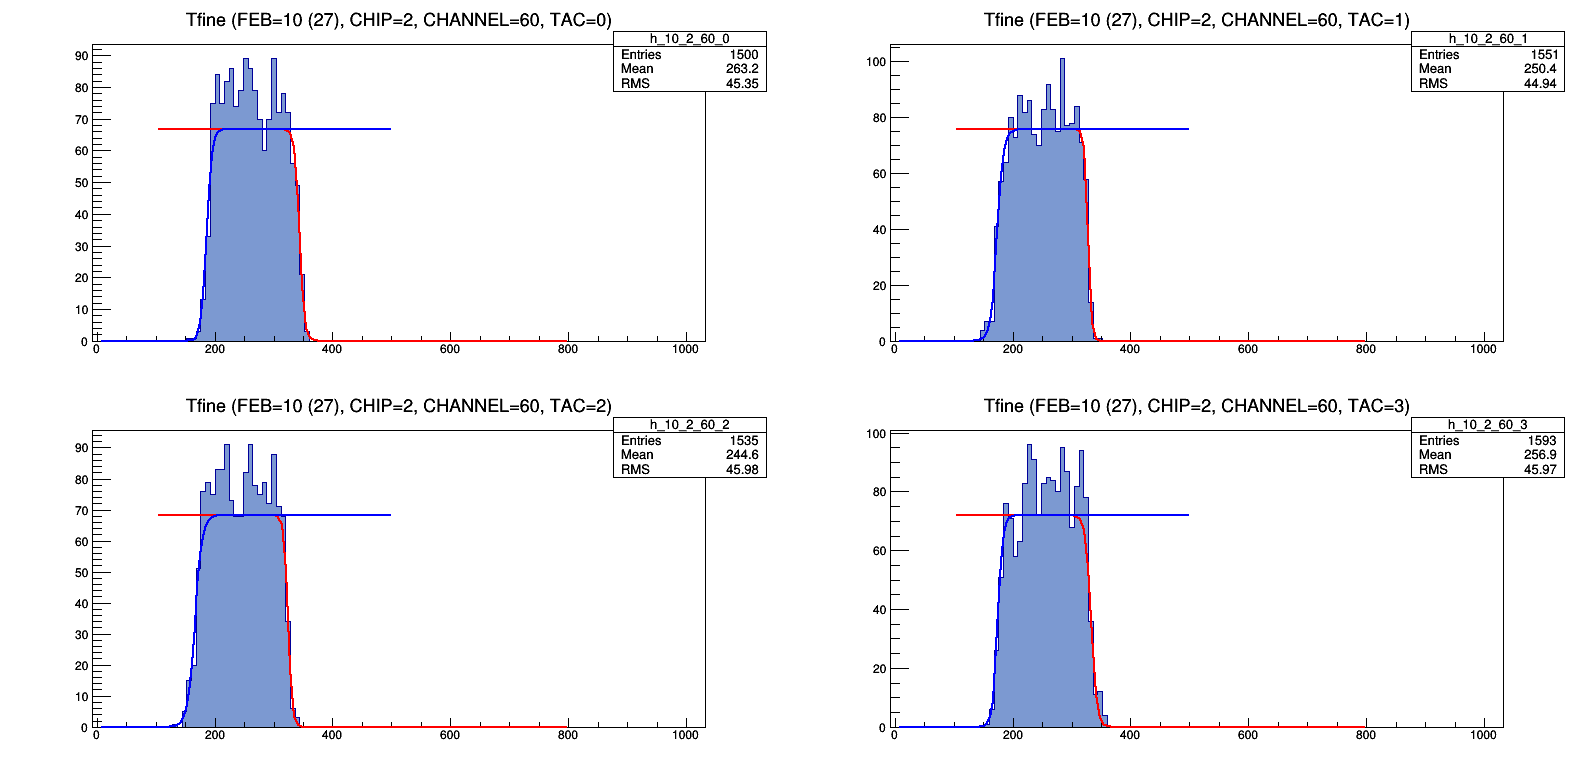 Tfine (FEB=10 (27), CHIP=2, CHANNEL=60, TAC=0)
h_10_2_60_0
Entries 1500
Mean 263.2
RMS 45.35
90
80
70
60
50
40
30
20
10
0
0 200 400 600 800 1000
Tfine (FEB=10 (27), CHIP=2, CHANNEL=60, TAC=1)
h_10_2_60_1
Entries 1551
Mean 250.4
RMS 44.94
100
80
60
40
20
0
0 200 400 600 800 1000
Tfine (FEB=10 (27), CHIP=2, CHANNEL=60, TAC=2)
h_10_2_60_2
Entries 1535
Mean 244.6
RMS 45.98
90
80
70
60
50
40
30
20
10
0
0 200 400 600 800 1000
Tfine (FEB=10 (27), CHIP=2, CHANNEL=60, TAC=3)
h_10_2_60_3
Entries 1593
Mean 256.9
RMS 45.97
100
80
60
40
20
0
0 200 400 600 800 1000